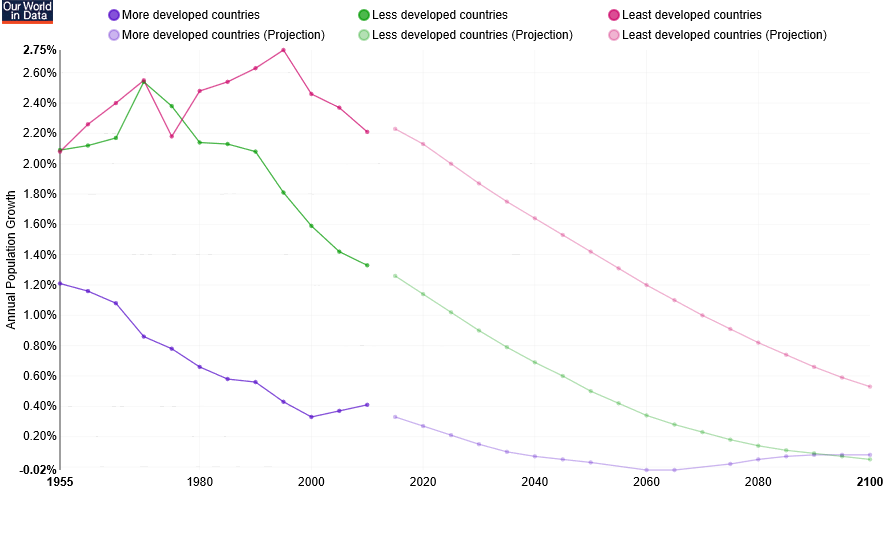 Our World
in Data
More developed countries
Less developed countries
Least developed countries
More developed countries (Projection)
Less developed countries (Projection)
Least developed countries (Projection)
2.75%
2.60%
2.40%
2.20%
2.00%
1.80%
1.60%
1.40%
1.20%
1.00%
0.80%
0.60%
0.40%
0.20%
-0.02%
Annual Population Growth
1955
1980
2000
2020
2040
2060
2080
2100